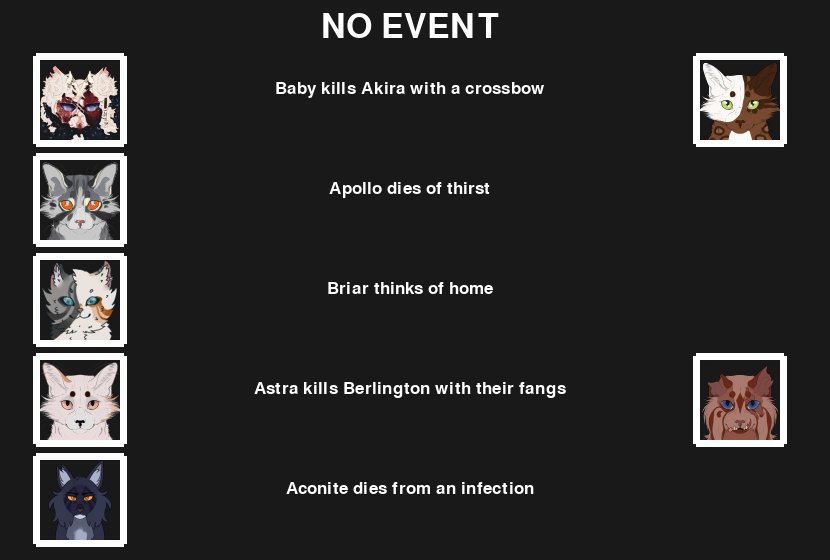 NO EVENT
Baby kills Akira with a crossbow
Apollo dies of thirst
Briar thinks of home
Astra kills Berlington with their fangs
Aconite dies from an infection